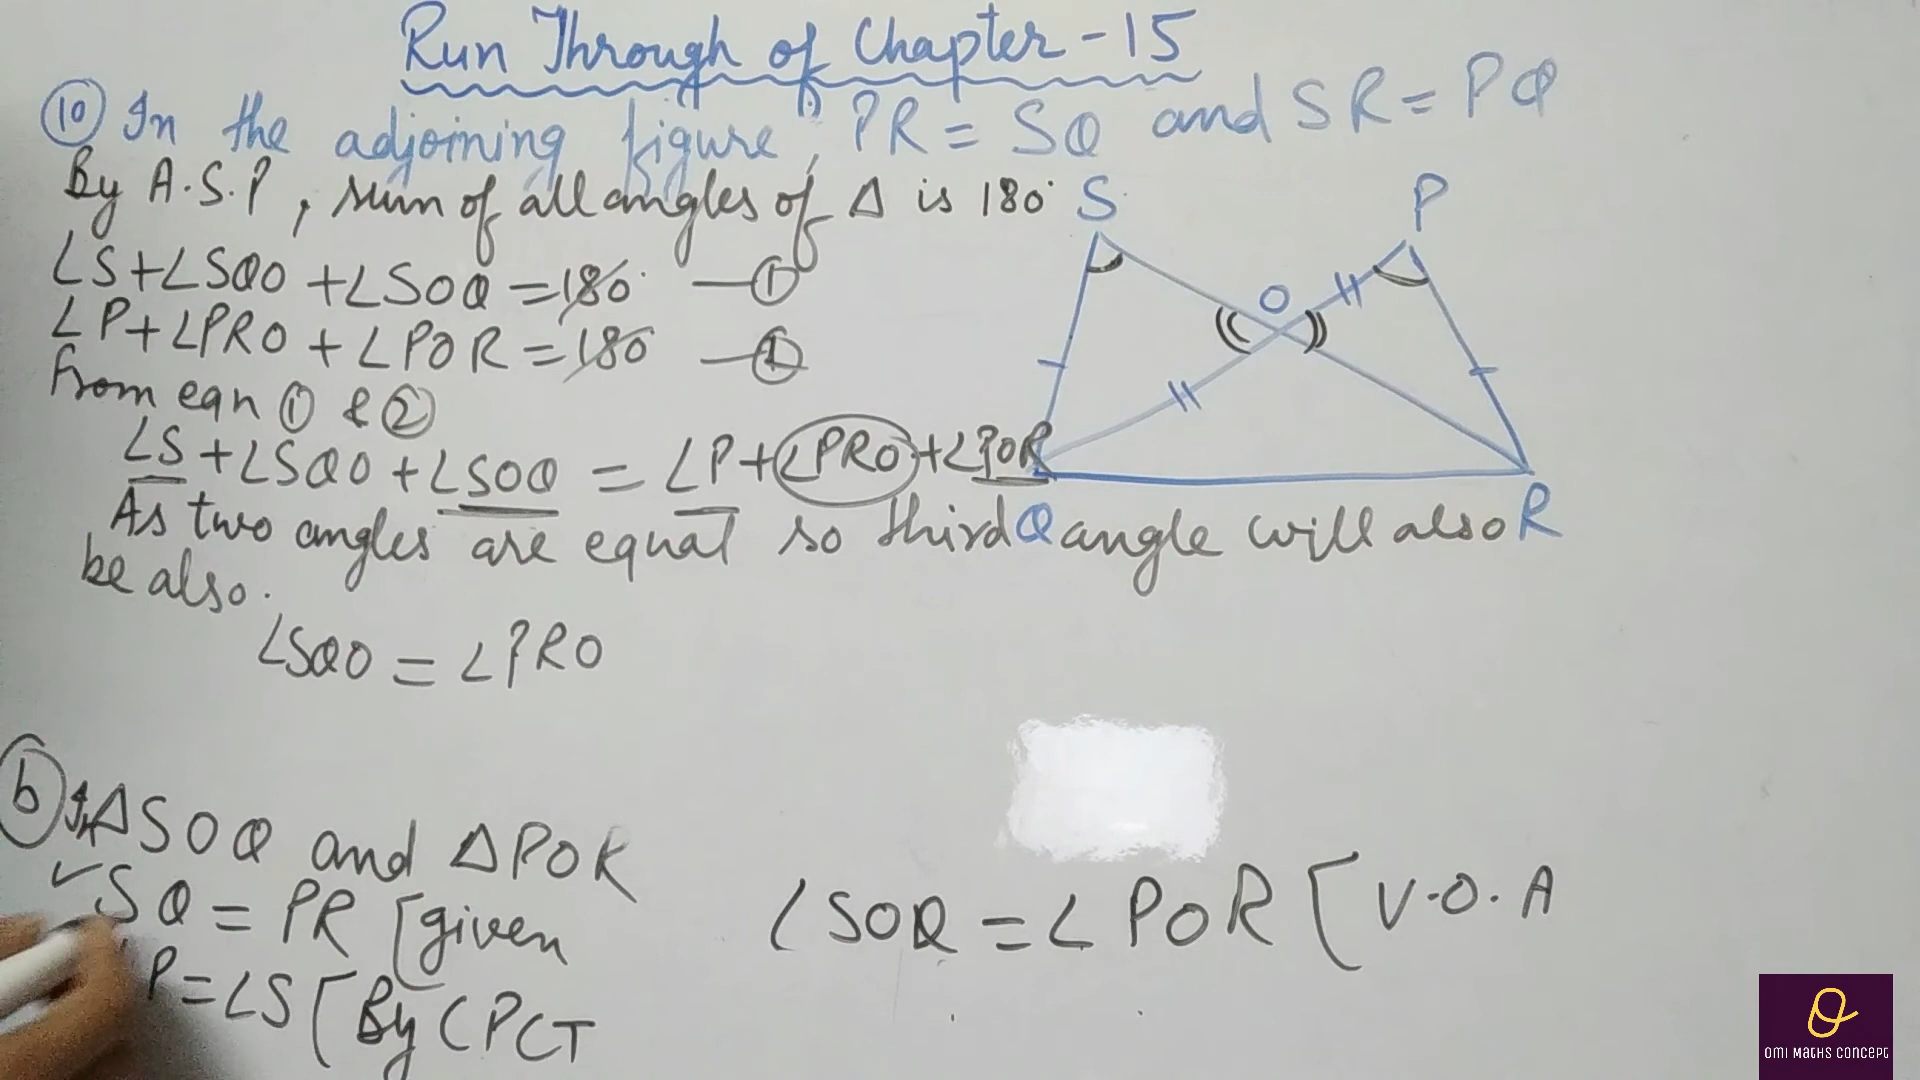 Run Through of Chapter-15
(10) In the adjoining figure, PR = SQ and SR = PQ
By A.S.P, sum of all angles of Δ is 180°
∠S+∠SQO+∠SOQ=180° —(1)
∠P+∠PRO+∠POR=180 —(2)
From eqn (1) & (2)
∠S+∠SQO+∠SOQ = ∠P+∠PRO+∠POR
As two angles are equal so third angle will also
be also.
∠SQO = ∠PRO
S
P
O
Q
R
(b) In ΔSOQ and ΔPOR
✓ SQ = PR [given
P=∠S [By CPCT
∠SOQ=∠POR [V.O.A
OMI MATHS CONCEPT